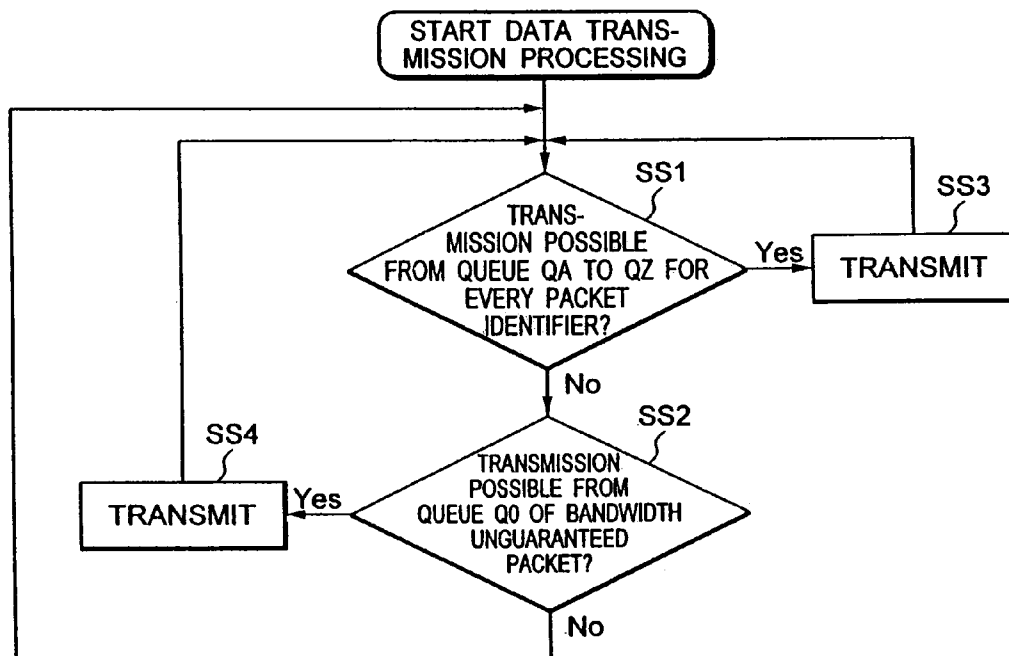 START DATA TRANS-
MISSION PROCESSING
SS1
SS3
TRANS-
MISSION POSSIBLE
FROM QUEUE QA TO QZ FOR
EVERY PACKET
IDENTIFIER?
Yes
TRANSMIT
No
SS2
SS4
TRANSMISSION
POSSIBLE FROM
QUEUE Q0 OF BANDWIDTH
UNGUARANTEED
PACKET?
Yes
TRANSMIT
No